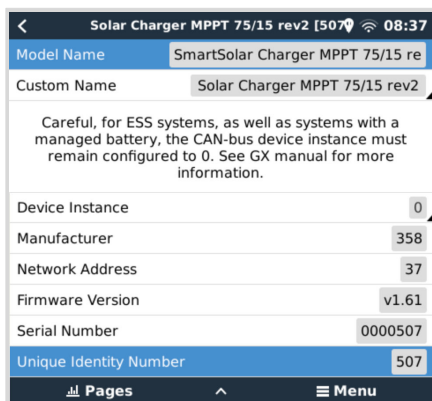 Solar Charger MPPT 75/15 rev2 [507 08:37
Model Name SmartSolar Charger MPPT 75/15 re
Custom Name Solar Charger MPPT 75/15 rev2
Careful, for ESS systems, as well as systems with a
managed battery, the CAN-bus device instance must
remain configured to 0. See GX manual for more
information.
Device Instance 0
Manufacturer 358
Network Address 37
Firmware Version v1.61
Serial Number 0000507
Unique Identity Number 507
Pages Menu